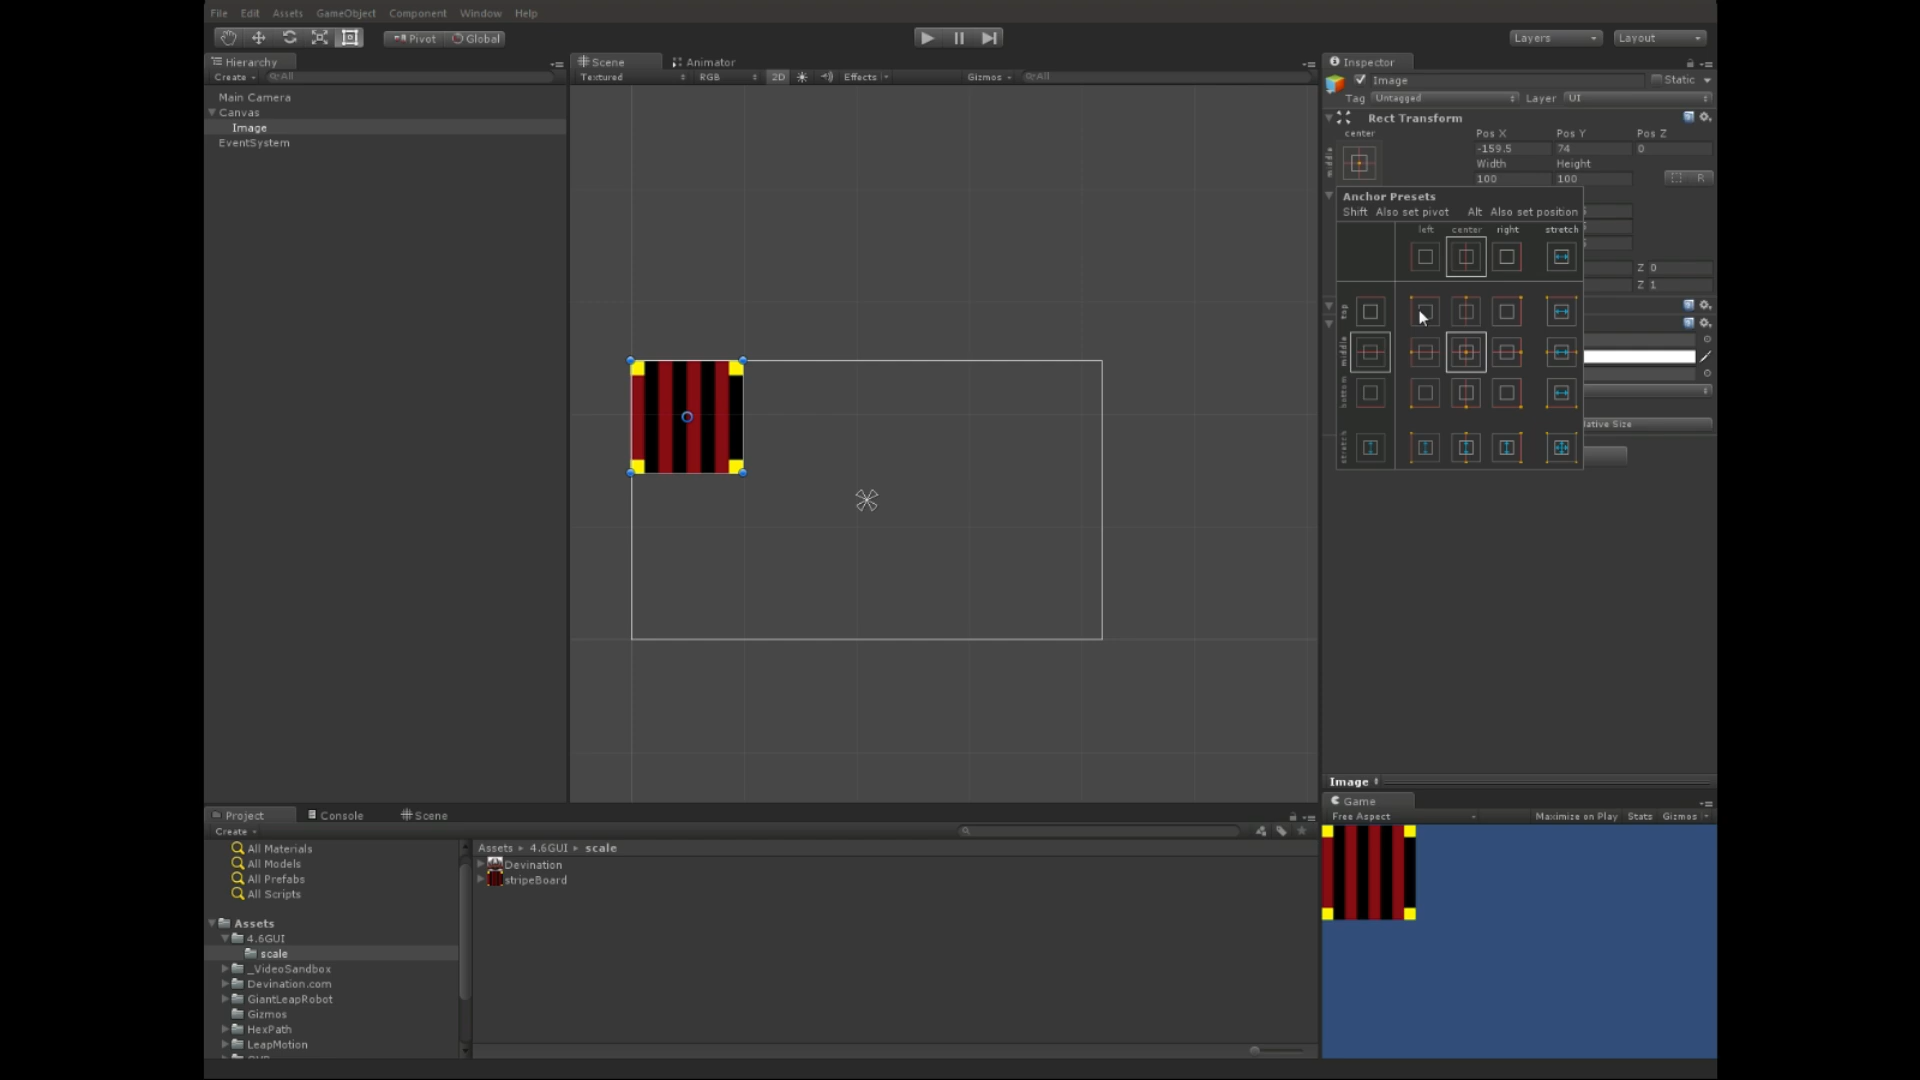 File Edit Assets GameObject Component Window Help
Pivot Global Layers Layout
Hierarchy
Create All
Main Camera
Canvas
Image
EventSystem
Scene Animator
Textured RGB 2D Effects Gizmos All
Inspector
Image Static
Tag Untagged Layer UI
Rect Transform
center
middle
Pos X Pos Y Pos Z
-159.5 74 0
Width Height
100 100 R
Anchor Presets
Shift Also set pivot Alt Also set position
left center right stretch
top
middle
bottom
stretch
Z 0
Z 1
ative Size
Image
Game
Free Aspect Maximize on Play Stats Gizmos
Project Console Scene
Create
All Materials
All Models
All Prefabs
All Scripts
Assets
4.6GUI
scale
_VideoSandbox
Devination.com
GiantLeapRobot
Gizmos
HexPath
LeapMotion
Assets 4.6GUI scale
Devination
stripeBoard